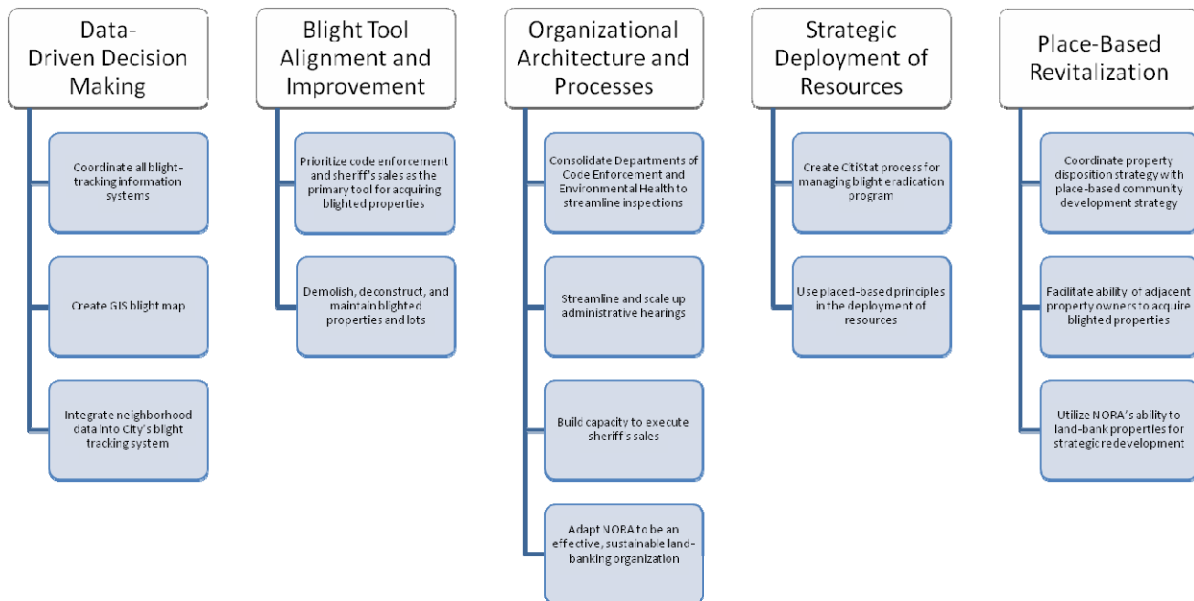 Data-
Driven Decision
Making
Coordinate all blight-
tracking information
systems
Create GIS blight map
Integrate neighborhood
data into City's blight
tracking system
Blight Tool
Alignment and
Improvement
Prioritize code enforcement
and sheriff's sales as the
primary tool for acquiring
blighted properties
Demolish, deconstruct, and
maintain blighted
properties and lots
Organizational
Architecture and
Processes
Consolidate Departments of
Code Enforcement and
Environmental Health to
streamline inspections
Streamline and scale up
administrative hearings
Build capacity to execute
sheriff's sales
Adapt NORA to be an
effective, sustainable land-
banking organization
Strategic
Deployment of
Resources
Create CitiStat process for
managing blight eradication
program
Use placed-based principles
in the deployment of
resources
Place-Based
Revitalization
Coordinate property
disposition strategy with
place-based community
development strategy
Facilitate ability of adjacent
property owners to acquire
blighted properties
Utilize NORA's ability to
land-bank properties for
strategic redevelopment